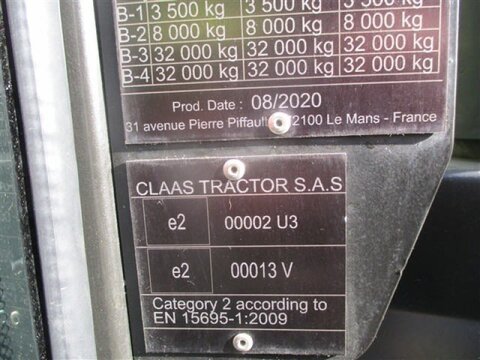 B-1 3 500 kg 3 500 kg 3 500 kg
B-2 8 000 kg 8 000 kg 8 000 kg
B-3 32 000 kg 32 000 kg 32 000 kg
B-4 32 000 kg 32 000 kg 32 000 kg
Prod. Date : 08/2020
31 avenue Pierre Piffault 72100 Le Mans - France
CLAAS TRACTOR S.A.S
e2 00002 U3
e2 00013 V
Category 2 according to
EN 15695-1:2009